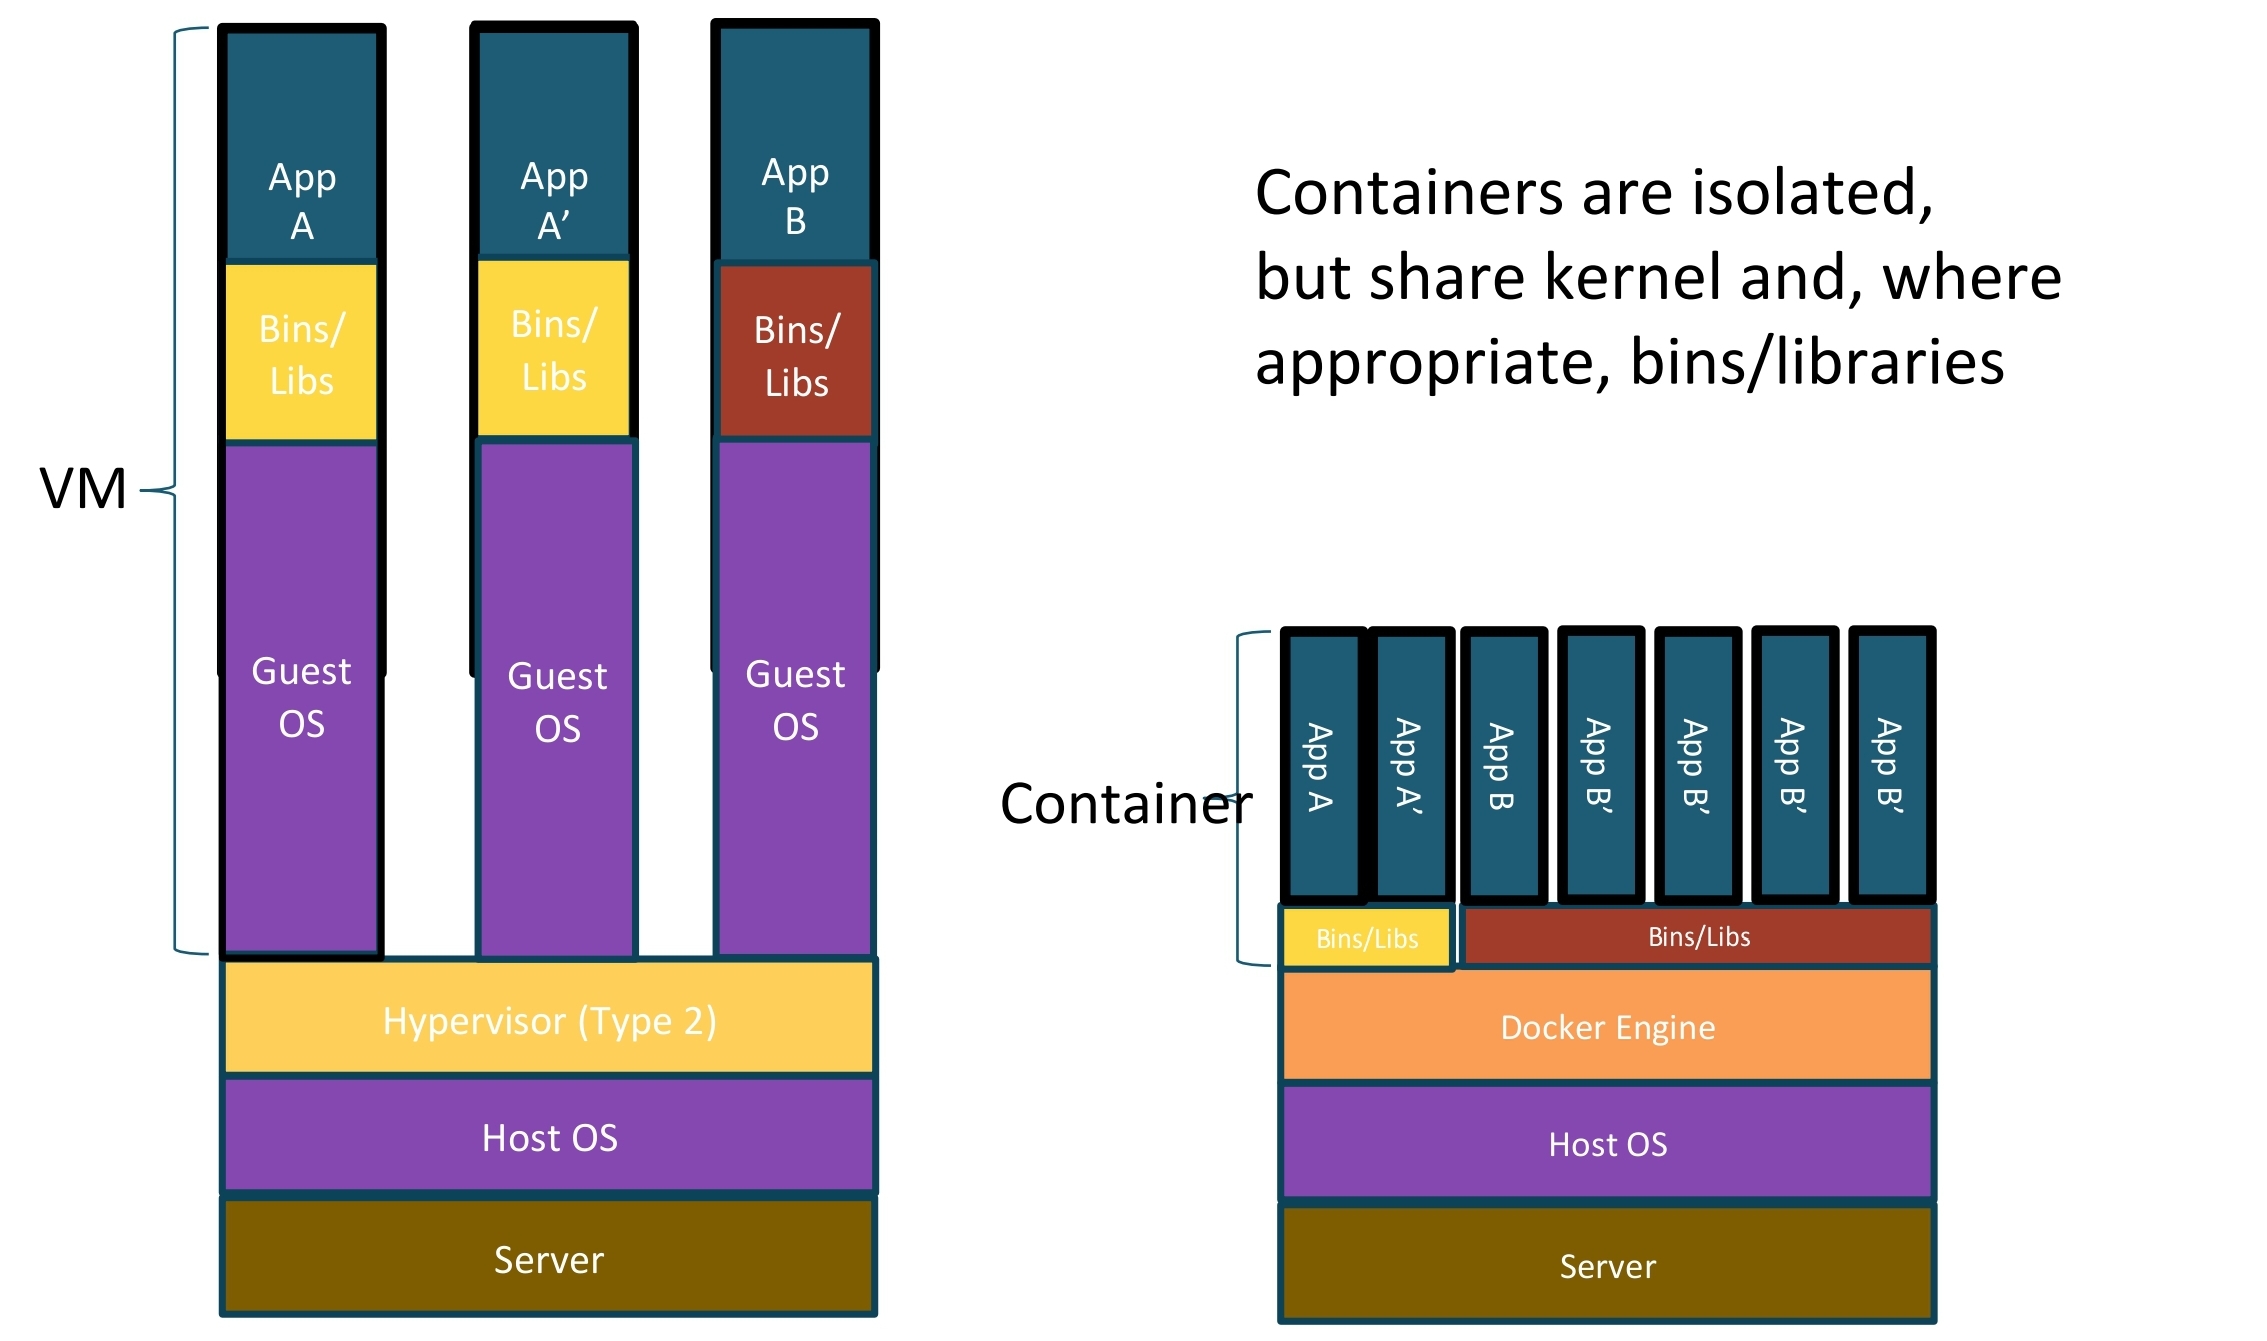 VM
App
A
Bins/
Libs
Guest
OS
App
A’
Bins/
Libs
Guest
OS
App
B
Bins/
Libs
Guest
OS
Hypervisor (Type 2)
Host OS
Server
Containers are isolated,
but share kernel and, where
appropriate, bins/libraries
Container
App A
App A’
App B
App B’
App B’
App B’
App B’
Bins/Libs
Bins/Libs
Docker Engine
Host OS
Server